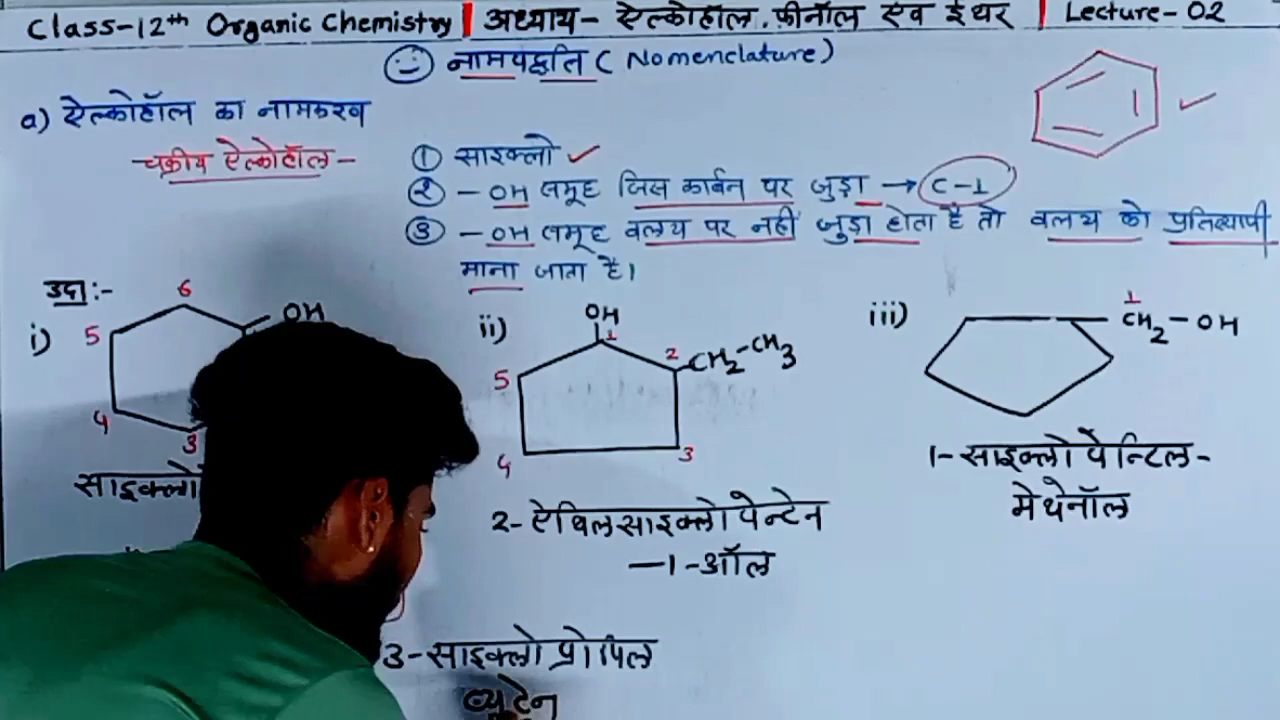 Class-12th Organic Chemistry | अध्याय- ऐल्कोहॉल, फ़ीनॉल एवं ईथर | Lecture-02
नामपद्धति ( Nomenclature )
a) ऐल्कोहॉल का नामकरण
-चक्रीय ऐल्कोहॉल-
① साइक्लो ✓
② -OH समूह जिस कार्बन पर जुड़ा → C-1
③ -OH समूह वलय पर नहीं जुड़ा होता है तो वलय को प्रतिस्थापी
माना जाता है।
उदा :-
i) 6 5 4 3 OH
साइक्लो
ii) OH 1 2 3 4 5 CH2-CH3
2-ऐथिलसाइक्लोपेन्टेन
-1-ऑल
iii) 1 CH2-OH
1-साइक्लोपेन्टिल-
मेथेनॉल
3-साइक्लोप्रोपिल
ब्यूटेन